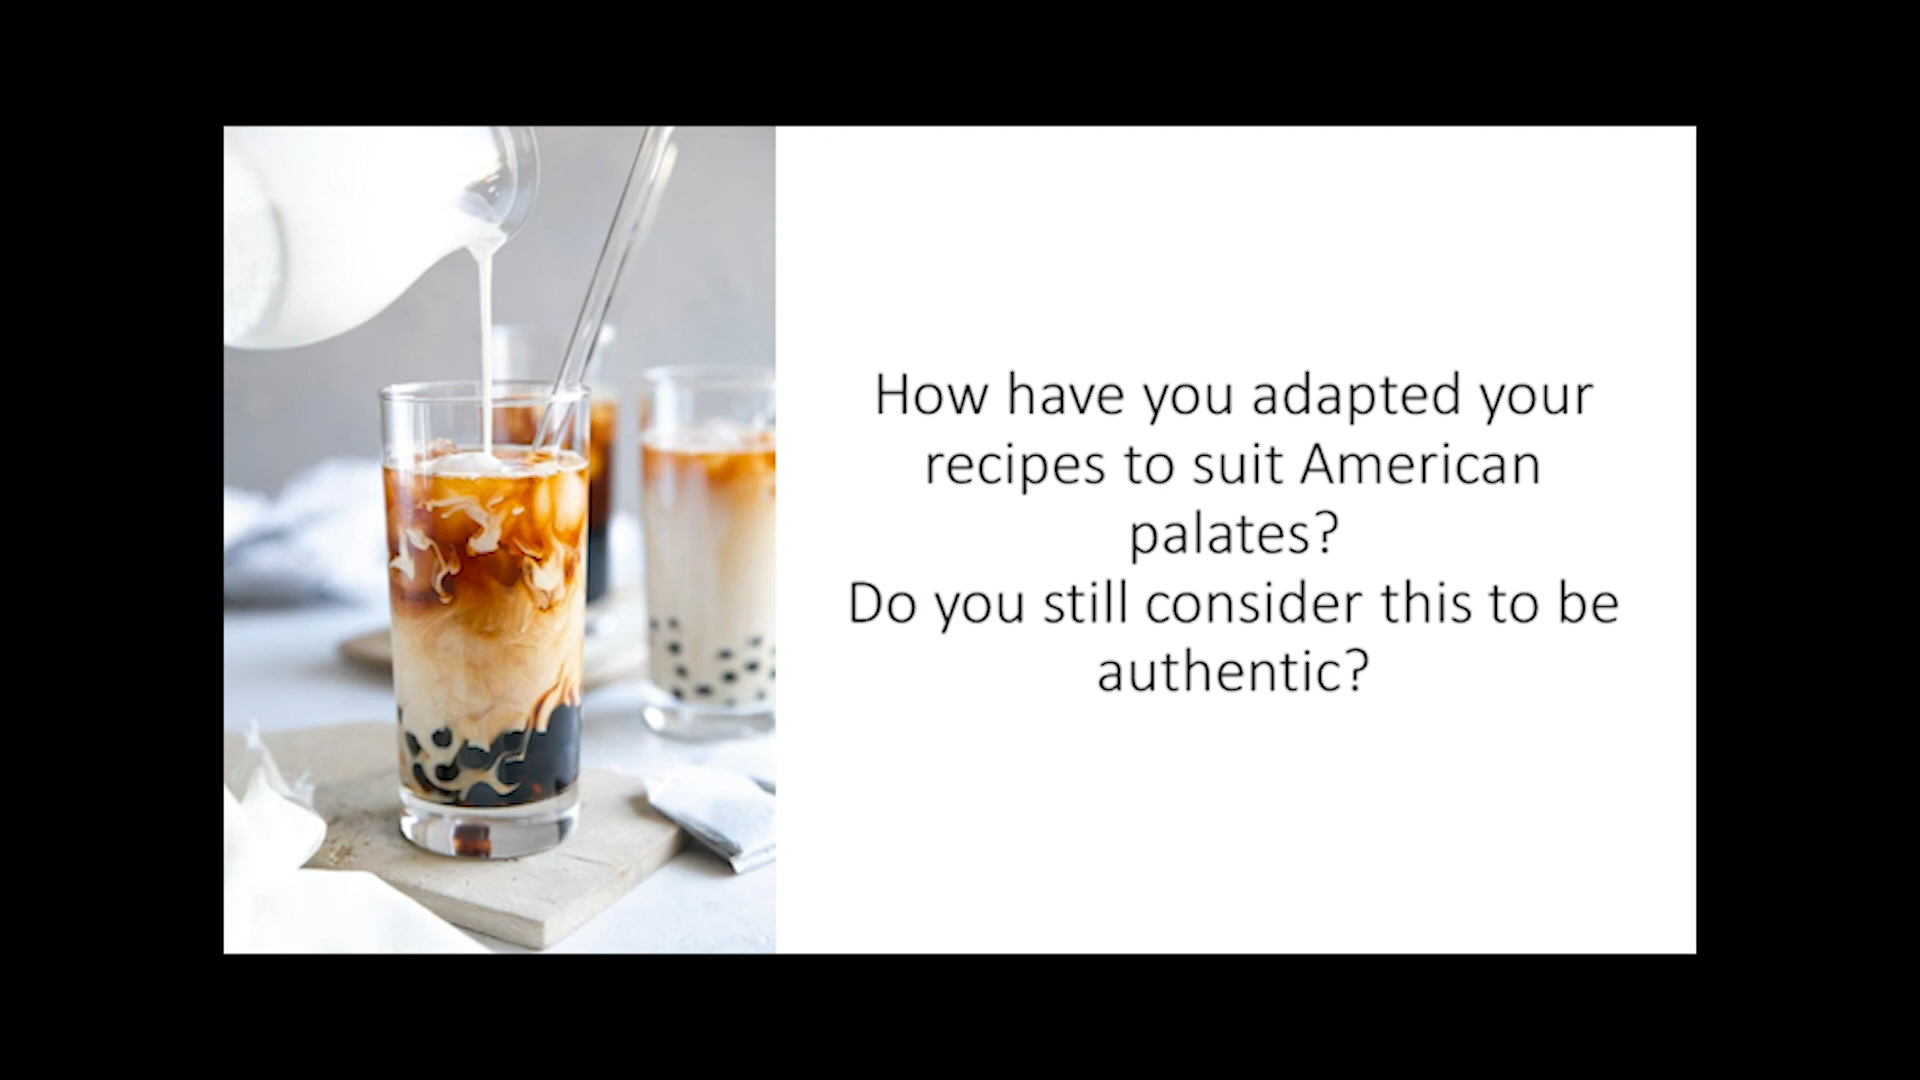 How have you adapted your
recipes to suit American
palates?
Do you still consider this to be
authentic?